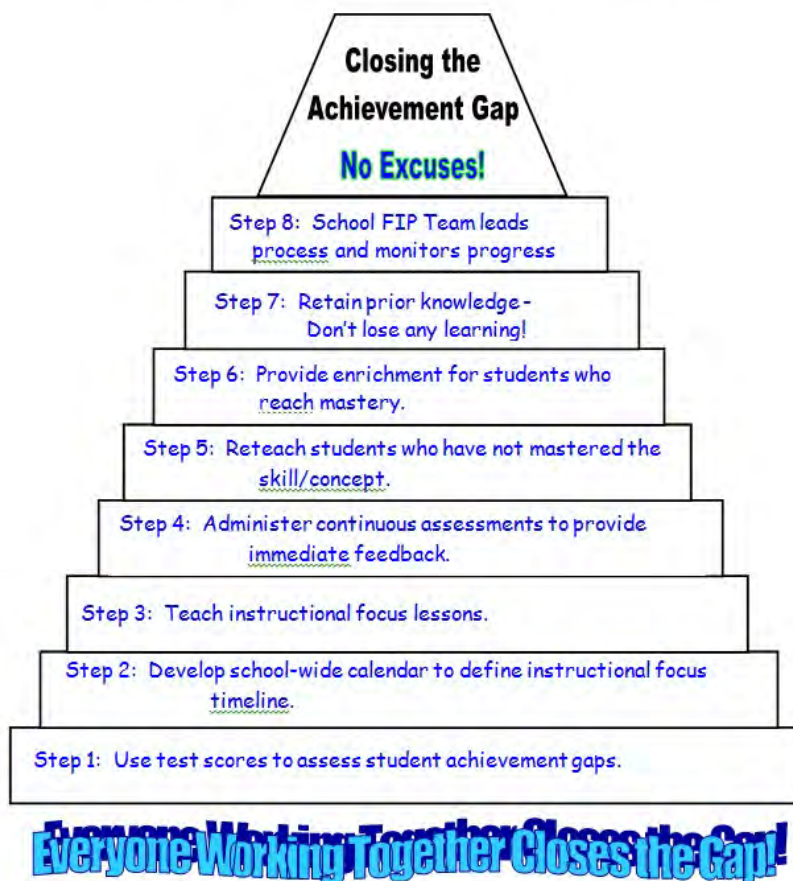 Closing the
Achievement Gap
No Excuses!
Step 8: School FIP Team leads
process and monitors progress
Step 7: Retain prior knowledge -
Don't lose any learning!
Step 6: Provide enrichment for students who
reach mastery.
Step 5: Reteach students who have not mastered the
skill/concept.
Step 4: Administer continuous assessments to provide
immediate feedback.
Step 3: Teach instructional focus lessons.
Step 2: Develop school-wide calendar to define instructional focus
timeline.
Step 1: Use test scores to assess student achievement gaps.
Everyone Working Together Closes the Gap!